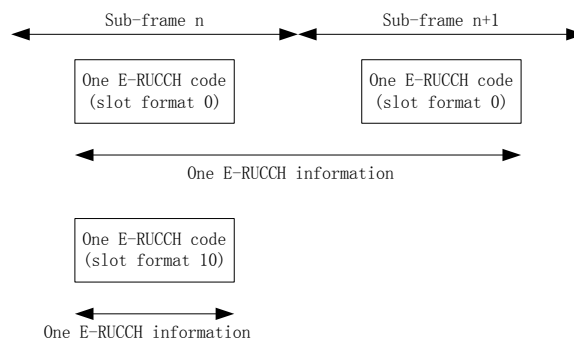 Sub-frame n
Sub-frame n+1
One E-RUCCH code
(slot format 0)
One E-RUCCH code
(slot format 0)
One E-RUCCH information
One E-RUCCH code
(slot format 10)
One E-RUCCH information